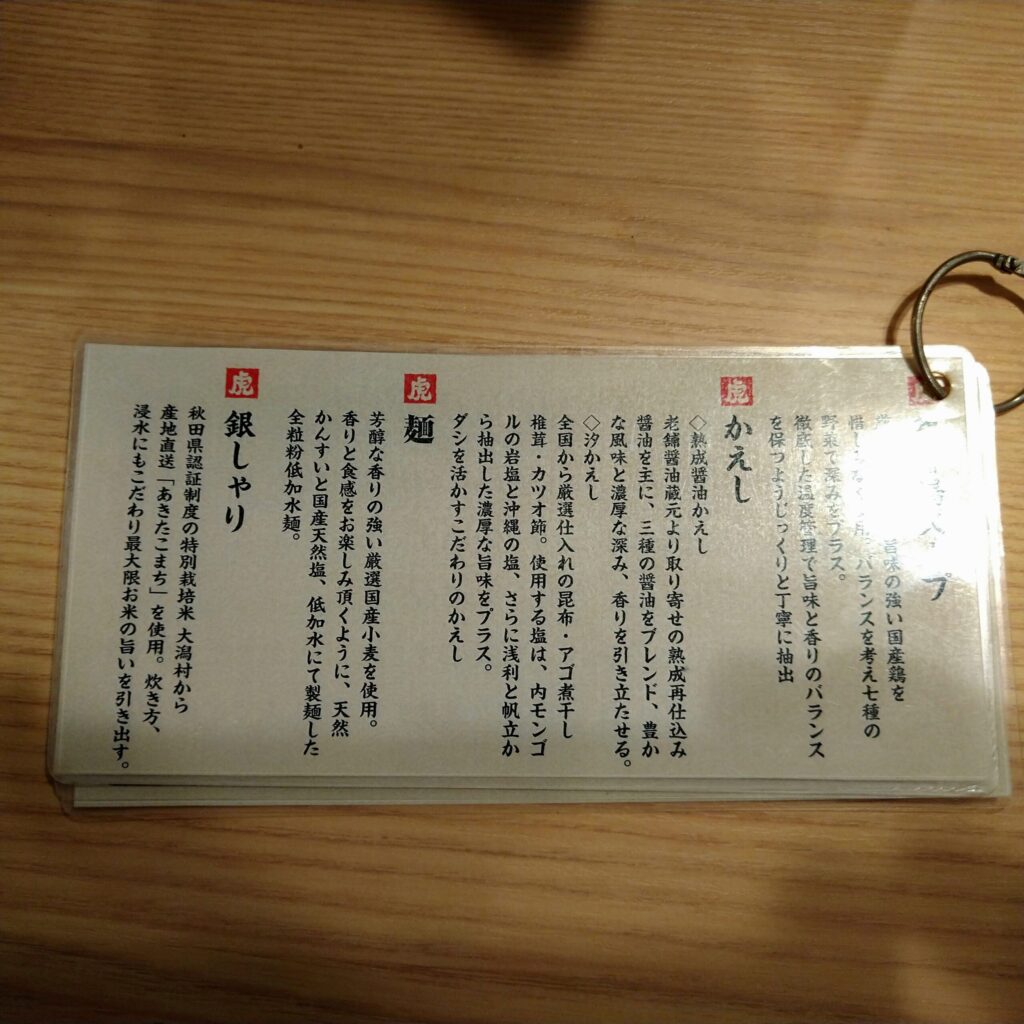 虎
プ
旨味の強い国産鶏を
バランスを考え七種の
野菜で深みをプラス。
徹底した温度管理で旨味と香りのバランス
を保つようじっくりと丁寧に抽出
虎
かえし
◇熟成醤油かえし
老舗醤油蔵元より取り寄せの熟成再仕込み
醤油を主に、三種の醤油をブレンド、豊か
な風味と濃厚な深み、香りを引き立たせる。
◇汐かえし
全国から厳選仕入れの昆布・アゴ煮干し
椎茸・カツオ節。使用する塩は、内モンゴ
ルの岩塩と沖縄の塩、さらに浅利と帆立か
ら抽出した濃厚な旨味をプラス。
ダシを活かすこだわりのかえし
虎
麺
芳醇な香りの強い厳選国産小麦を使用。
香りと食感をお楽しみ頂くように、天然
かんすいと国産天然塩、低加水にて製麺した
全粒粉低加水麺。
虎
銀しゃり
秋田県認証制度の特別栽培米 大潟村から
産地直送「あきたこまち」を使用。炊き方、
浸水にもこだわり最大限お米の旨いを引き出す。